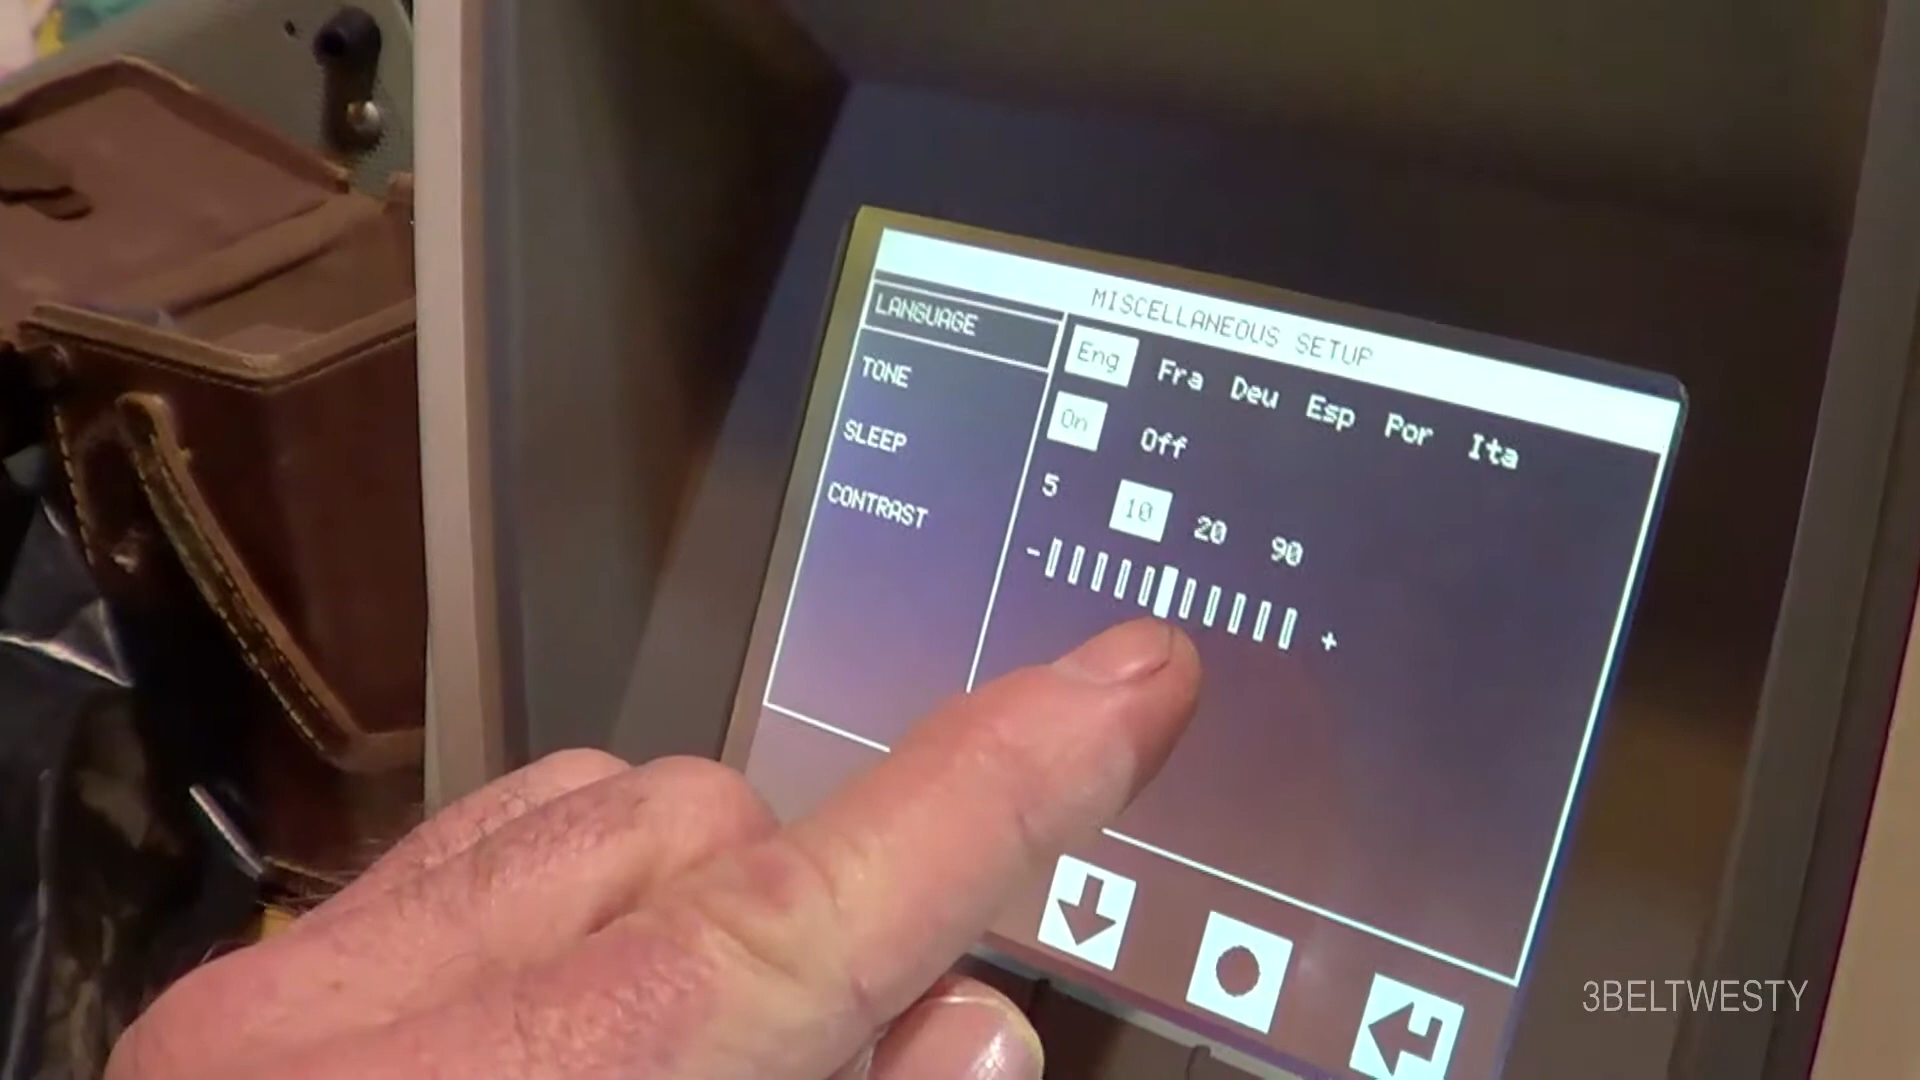 MISCELLANEOUS SETUP
LANGUAGE Eng Fra Deu Esp Por Ita
TONE On Off
SLEEP 5 10 20 90
CONTRAST - +
3BELTWESTY